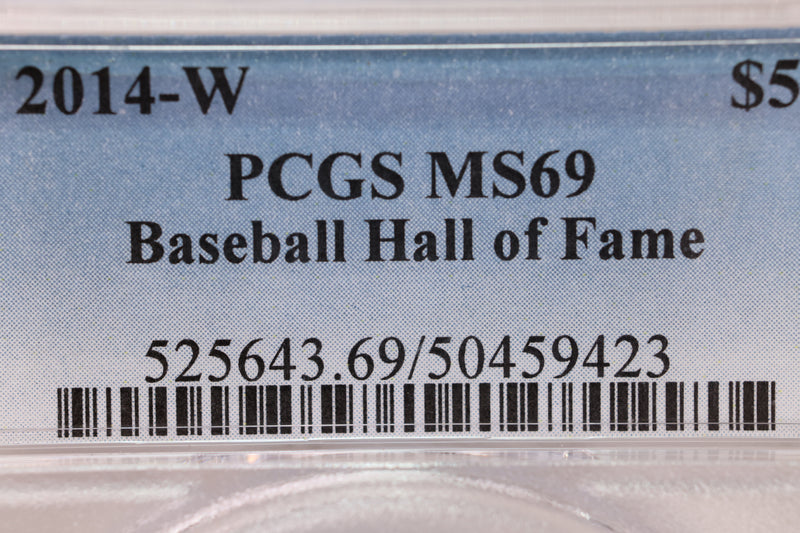 2014-W $5
PCGS MS69
Baseball Hall of Fame
525643.69/50459423